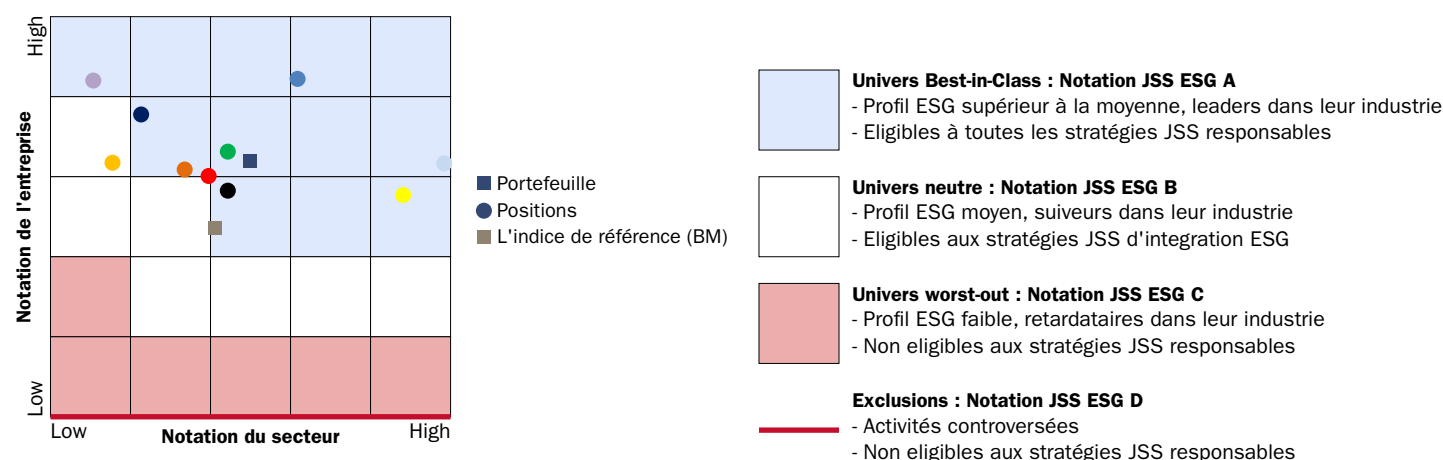 High
Notation de l'entreprise
Low
Low
Notation du secteur
High
Portefeuille
Positions
L'indice de référence (BM)
Univers Best-in-Class : Notation JSS ESG A
- Profil ESG supérieur à la moyenne, leaders dans leur industrie
- Eligibles à toutes les stratégies JSS responsables
Univers neutre : Notation JSS ESG B
- Profil ESG moyen, suiveurs dans leur industrie
- Eligibles aux stratégies JSS d'integration ESG
Univers worst-out : Notation JSS ESG C
- Profil ESG faible, retardataires dans leur industrie
- Non eligibles aux stratégies JSS responsables
Exclusions : Notation JSS ESG D
- Activités controversées
- Non eligibles aux stratégies JSS responsables